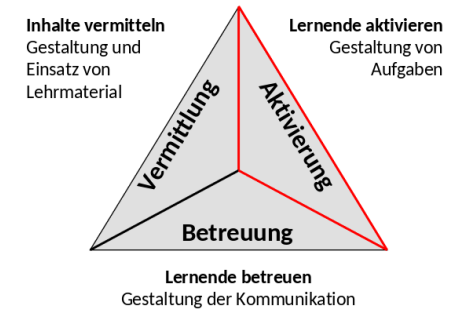 Inhalte vermitteln
Gestaltung und
Einsatz von
Lehrmaterial
Lernende aktivieren
Gestaltung von
Aufgaben
Vermittlung
Aktivierung
Betreuung
Lernende betreuen
Gestaltung der Kommunikation